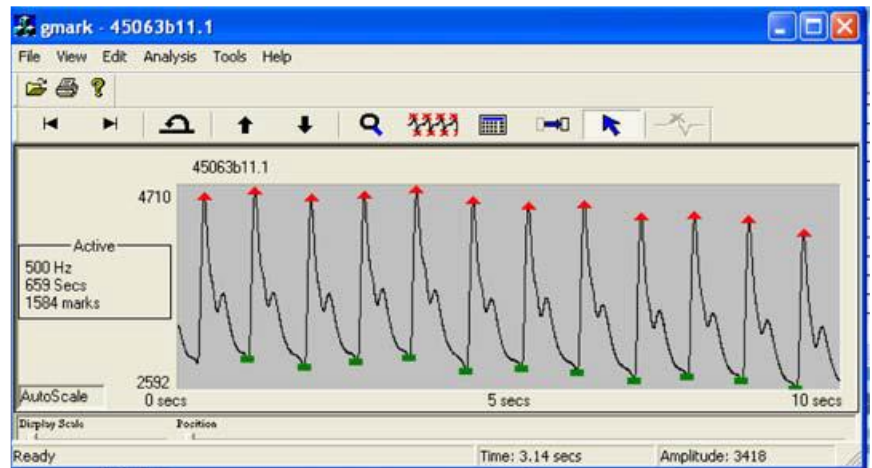 gmark - 45063b11.1
File View Edit Analysis Tools Help
45063b11.1
4710
Active
500 Hz
659 Secs
1584 marks
2592
AutoScale
0 secs 5 secs 10 secs
Display Scale Position
Ready Time: 3.14 secs Amplitude: 3418